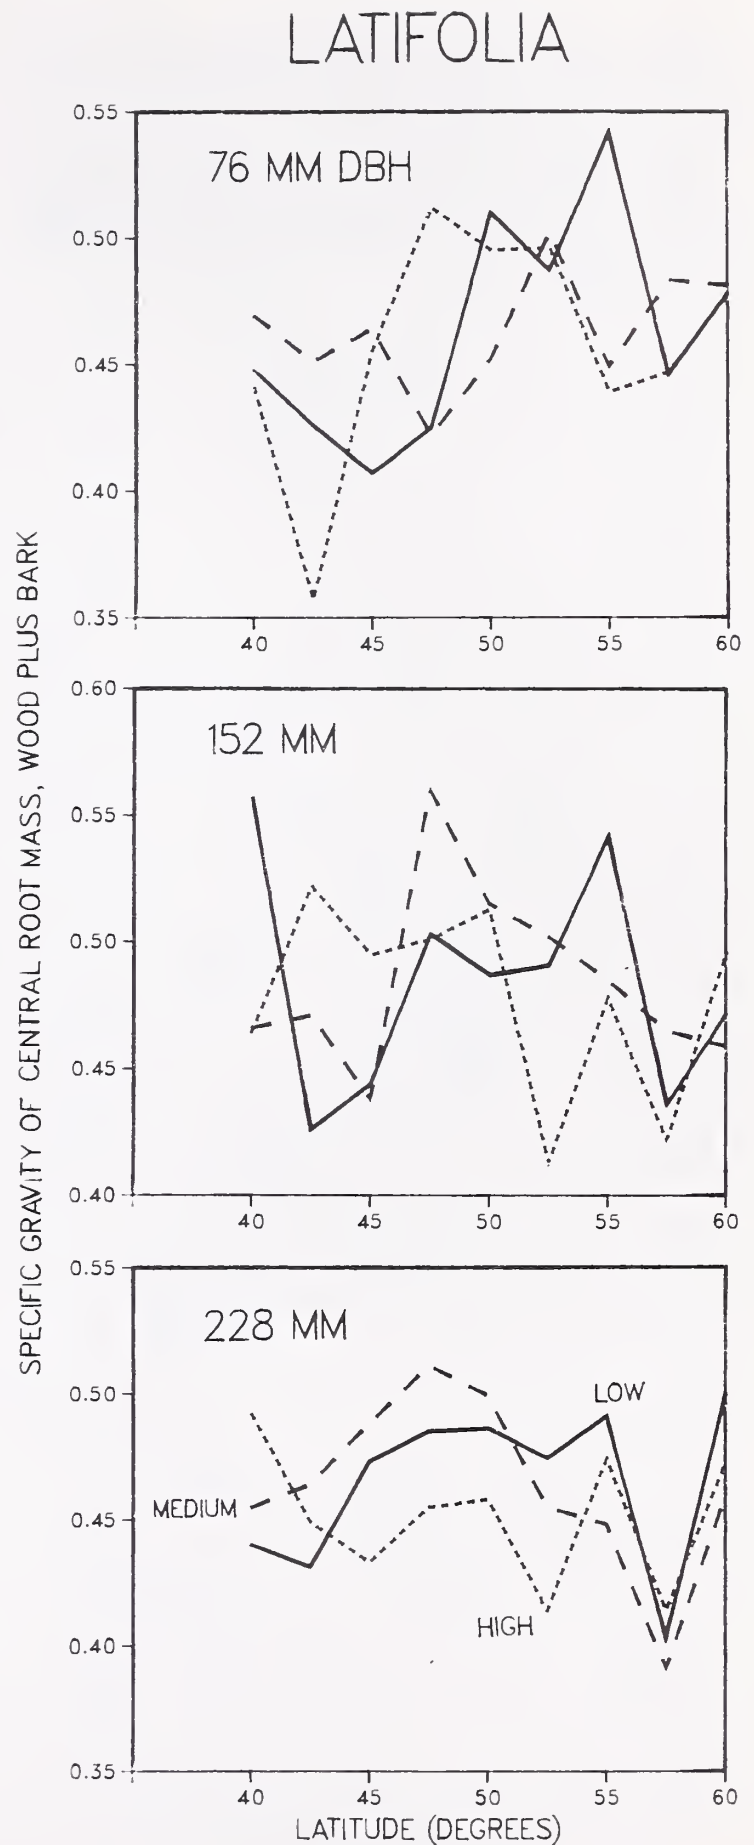 LATIFOLIA
76 MM DBH
0.55
0.50
0.45
0.40
0.35
40 45 50 55 60
152 MM
0.60
0.55
0.50
0.45
0.40
40 45 50 55 60
228 MM
0.55
0.50
0.45
0.40
0.35
LOW
MEDIUM
HIGH
40 45 50 55 60
LATITUDE (DEGREES)
SPECIFIC GRAVITY OF CENTRAL ROOT MASS, WOOD PLUS BARK